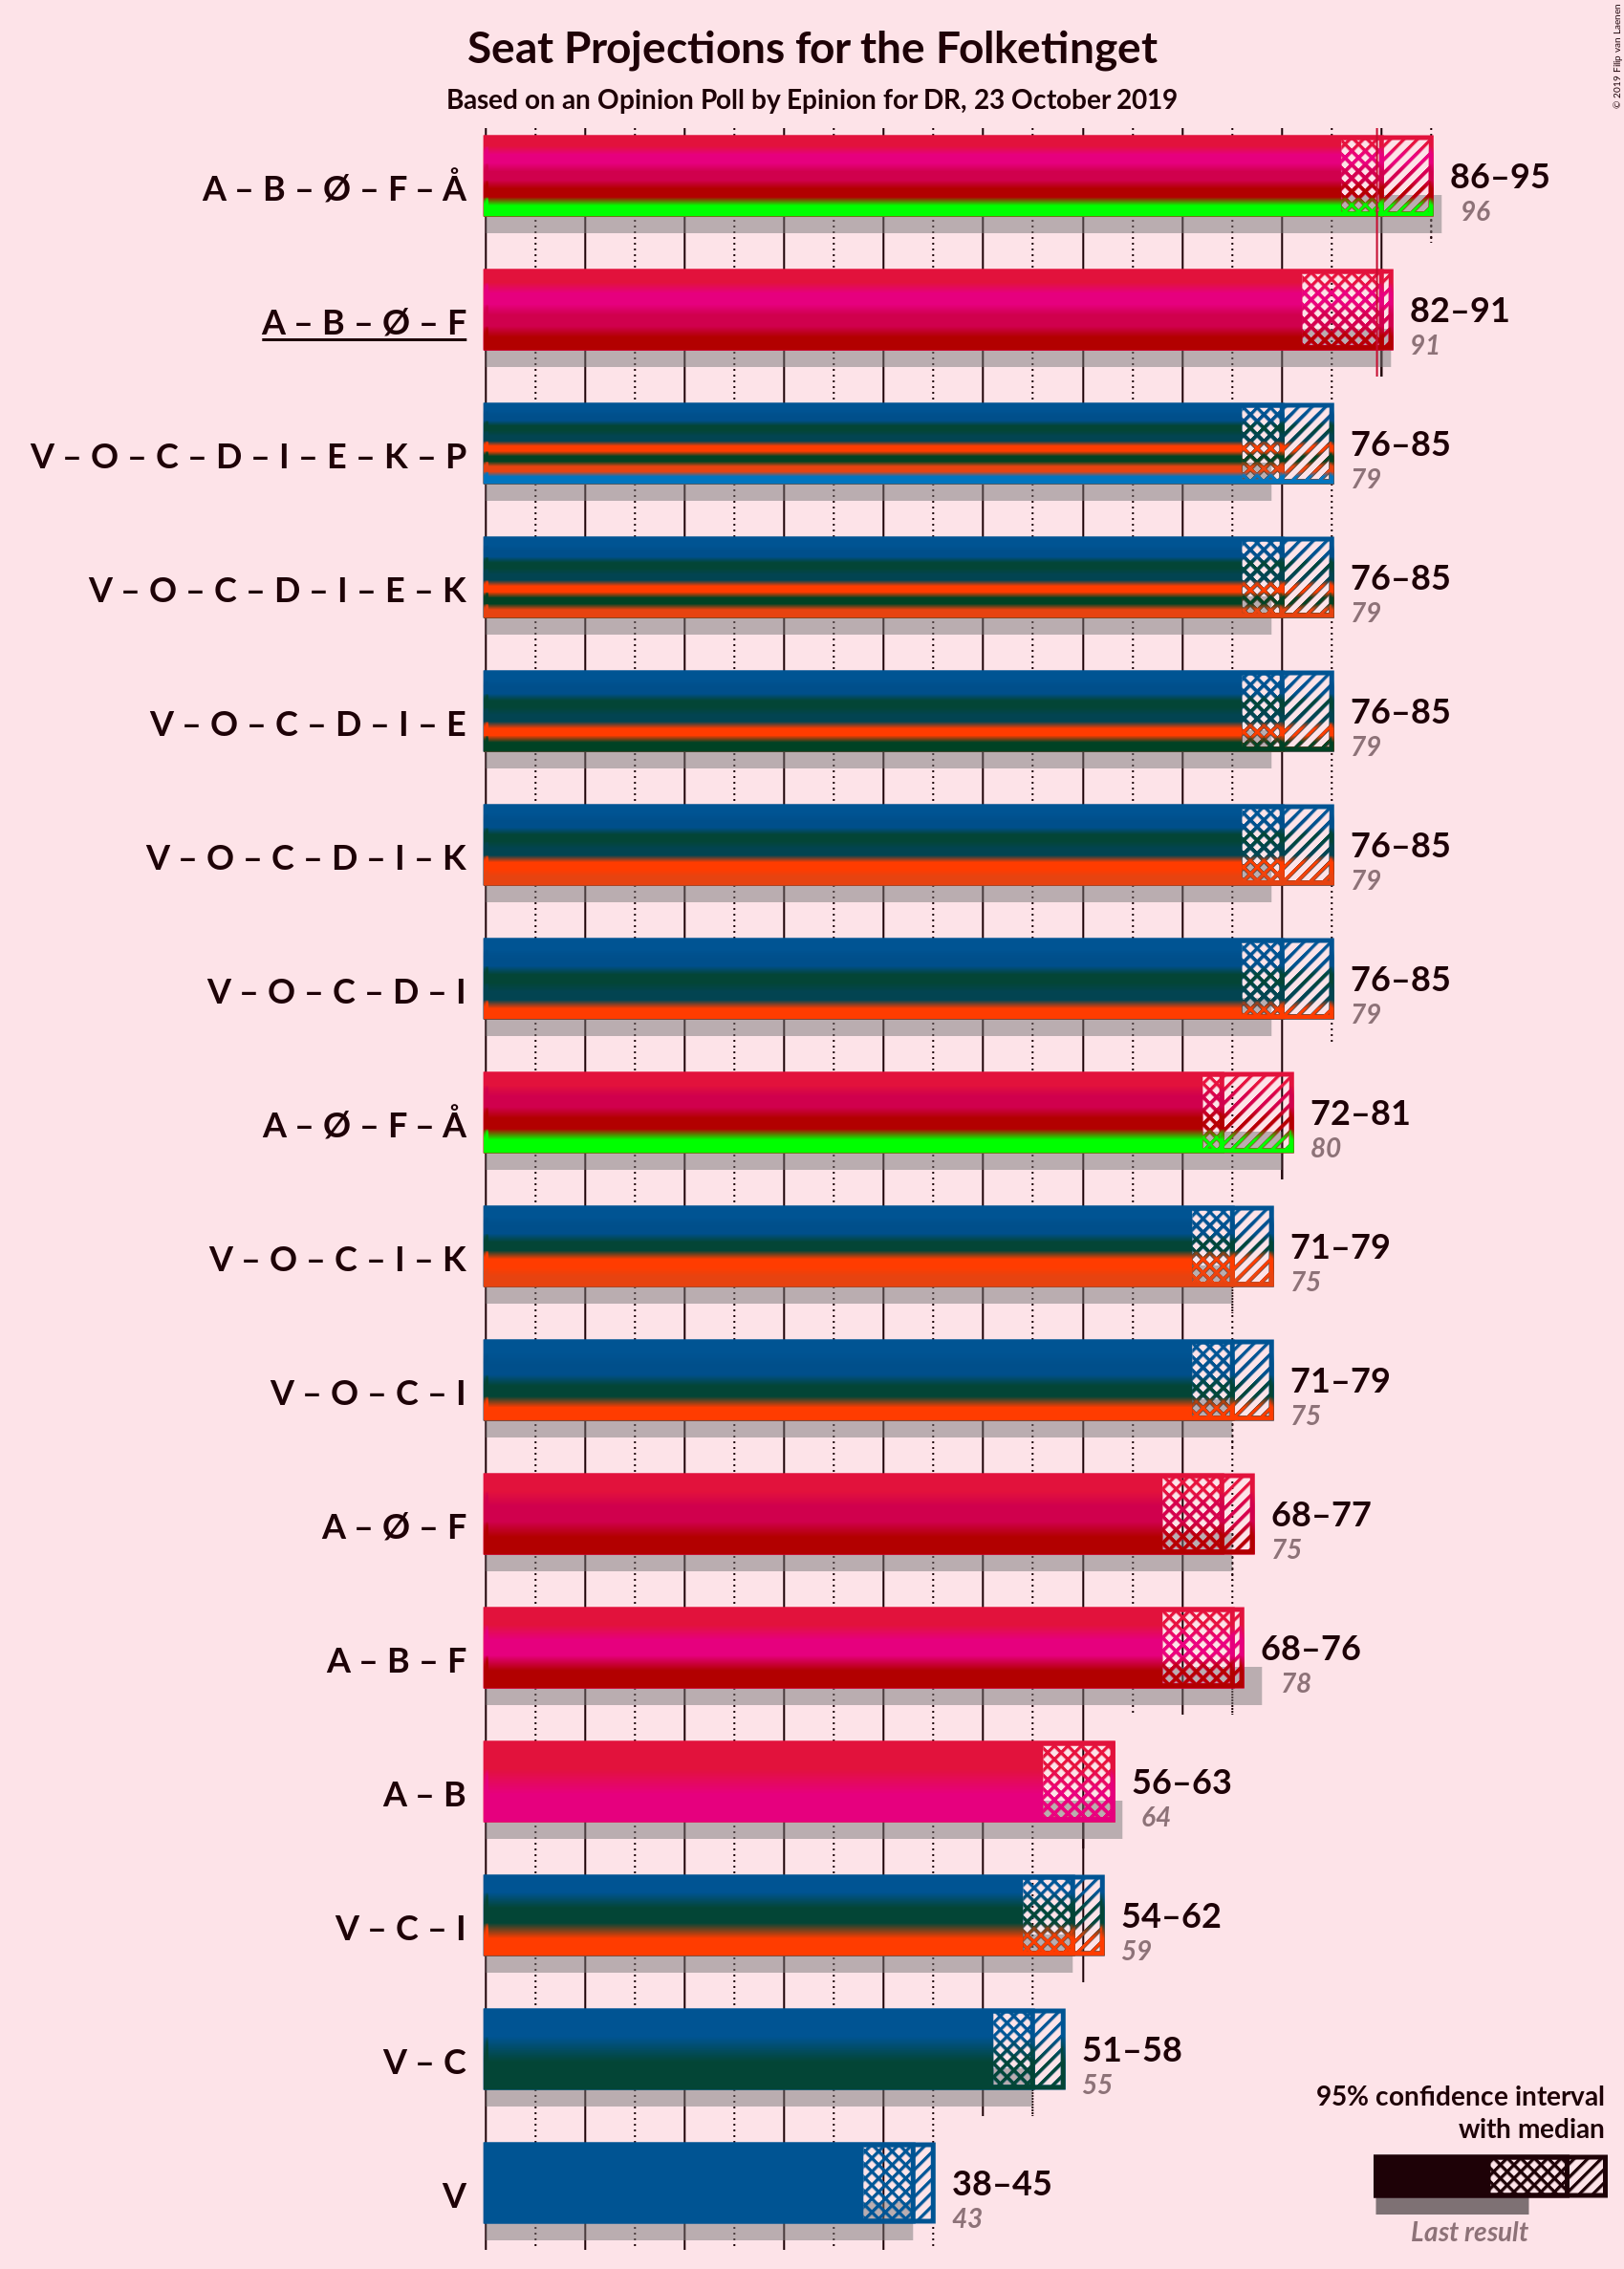 Seat Projections for the Folketinget
Based on an Opinion Poll by Epinion for DR, 23 October 2019
© 2019 Filip van Laenen
A – B – Ø – F – Å
86–95
96
A – B – Ø – F
82–91
91
V – O – C – D – I – E – K – P
76–85
79
V – O – C – D – I – E – K
76–85
79
V – O – C – D – I – E
76–85
79
V – O – C – D – I – K
76–85
79
V – O – C – D – I
76–85
79
A – Ø – F – Å
72–81
80
V – O – C – I – K
71–79
75
V – O – C – I
71–79
75
A – Ø – F
68–77
75
A – B – F
68–76
78
A – B
56–63
64
V – C – I
54–62
59
V – C
51–58
55
V
38–45
43
95% confidence interval
with median
Last result